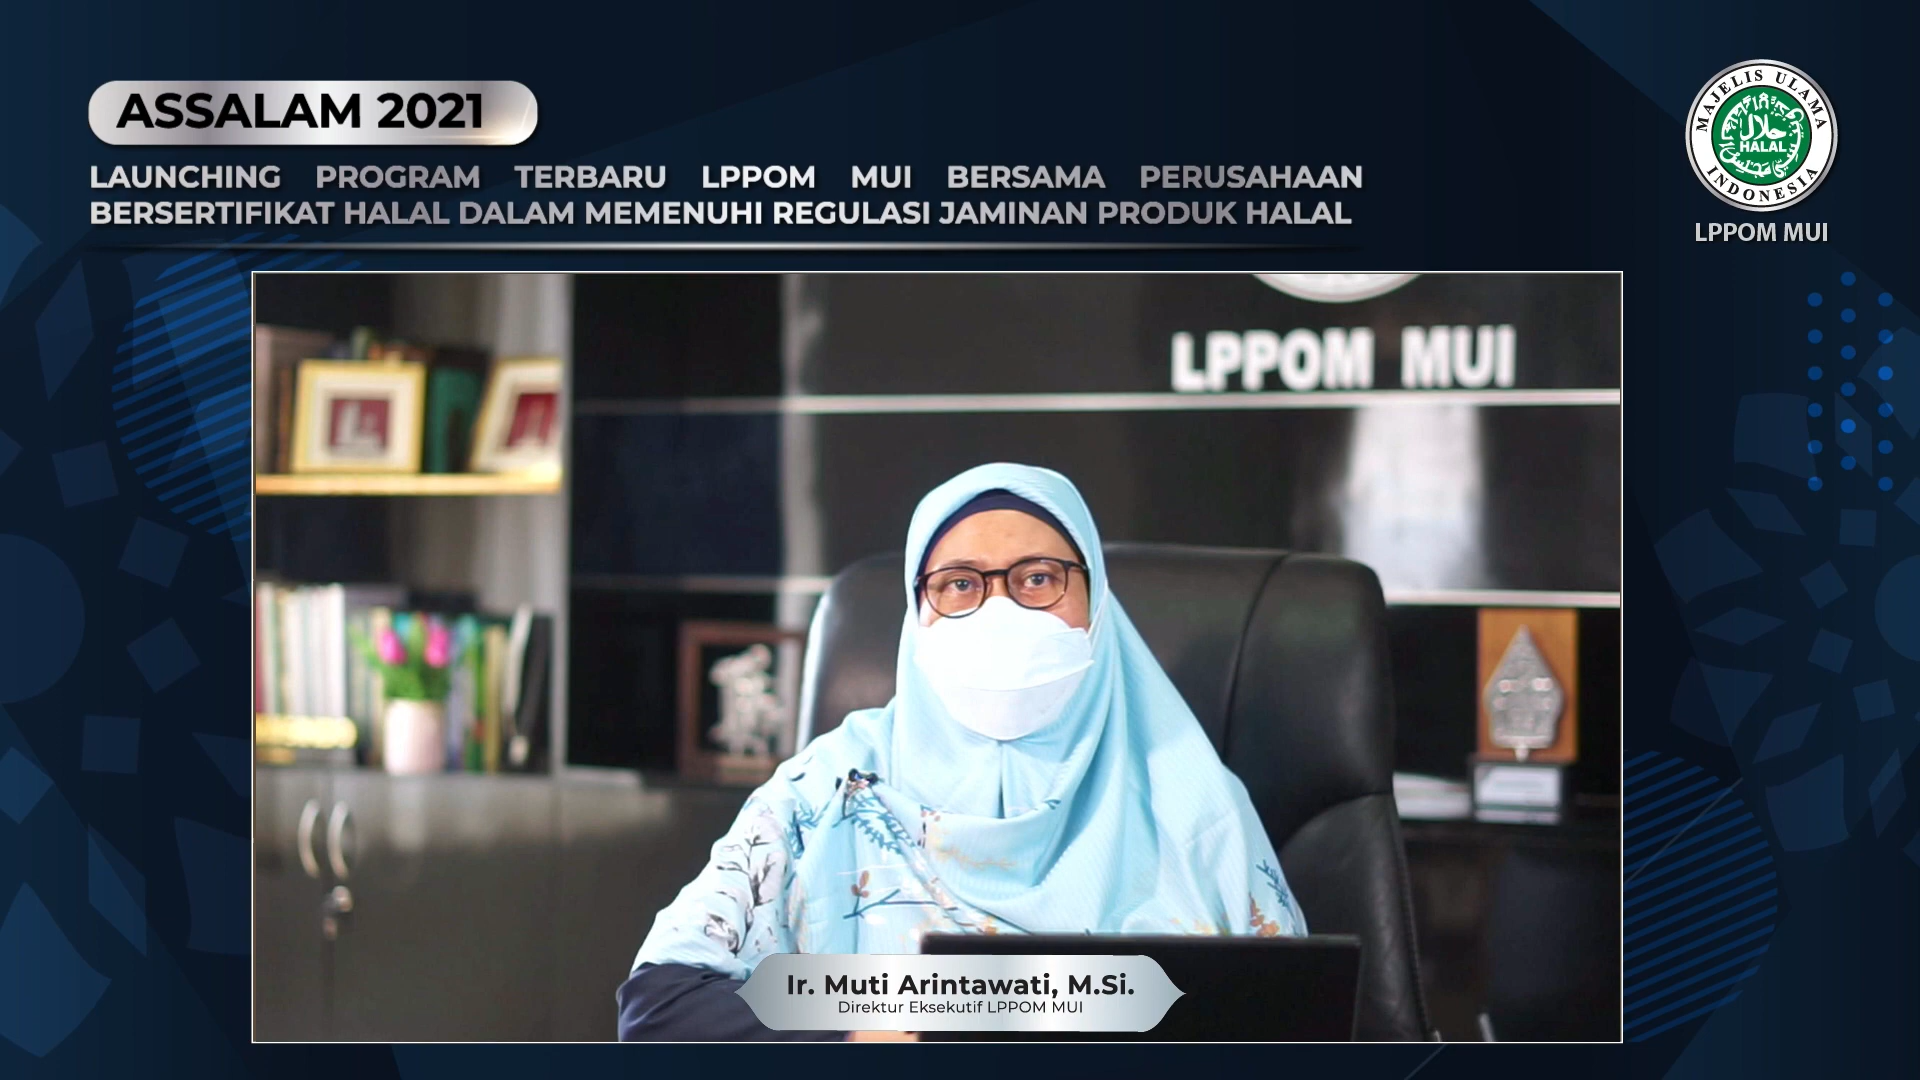 ASSALAM 2021
LAUNCHING PROGRAM TERBARU LPPOM MUI BERSAMA PERUSAHAAN
BERSERTIFIKAT HALAL DALAM MEMENUHI REGULASI JAMINAN PRODUK HALAL
MAJELIS ULAMA
حلال
HALAL
INDONESIA
LPPOM MUI
LPPOM MUI
Ir. Muti Arintawati, M.Si.
Direktur Eksekutif LPPOM MUI